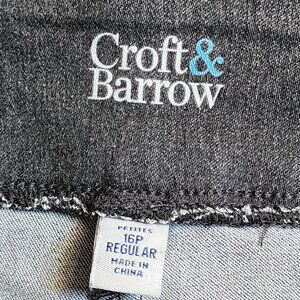 Croft&
Barrow
PETITES
16P
REGULAR
MADE IN
CHINA